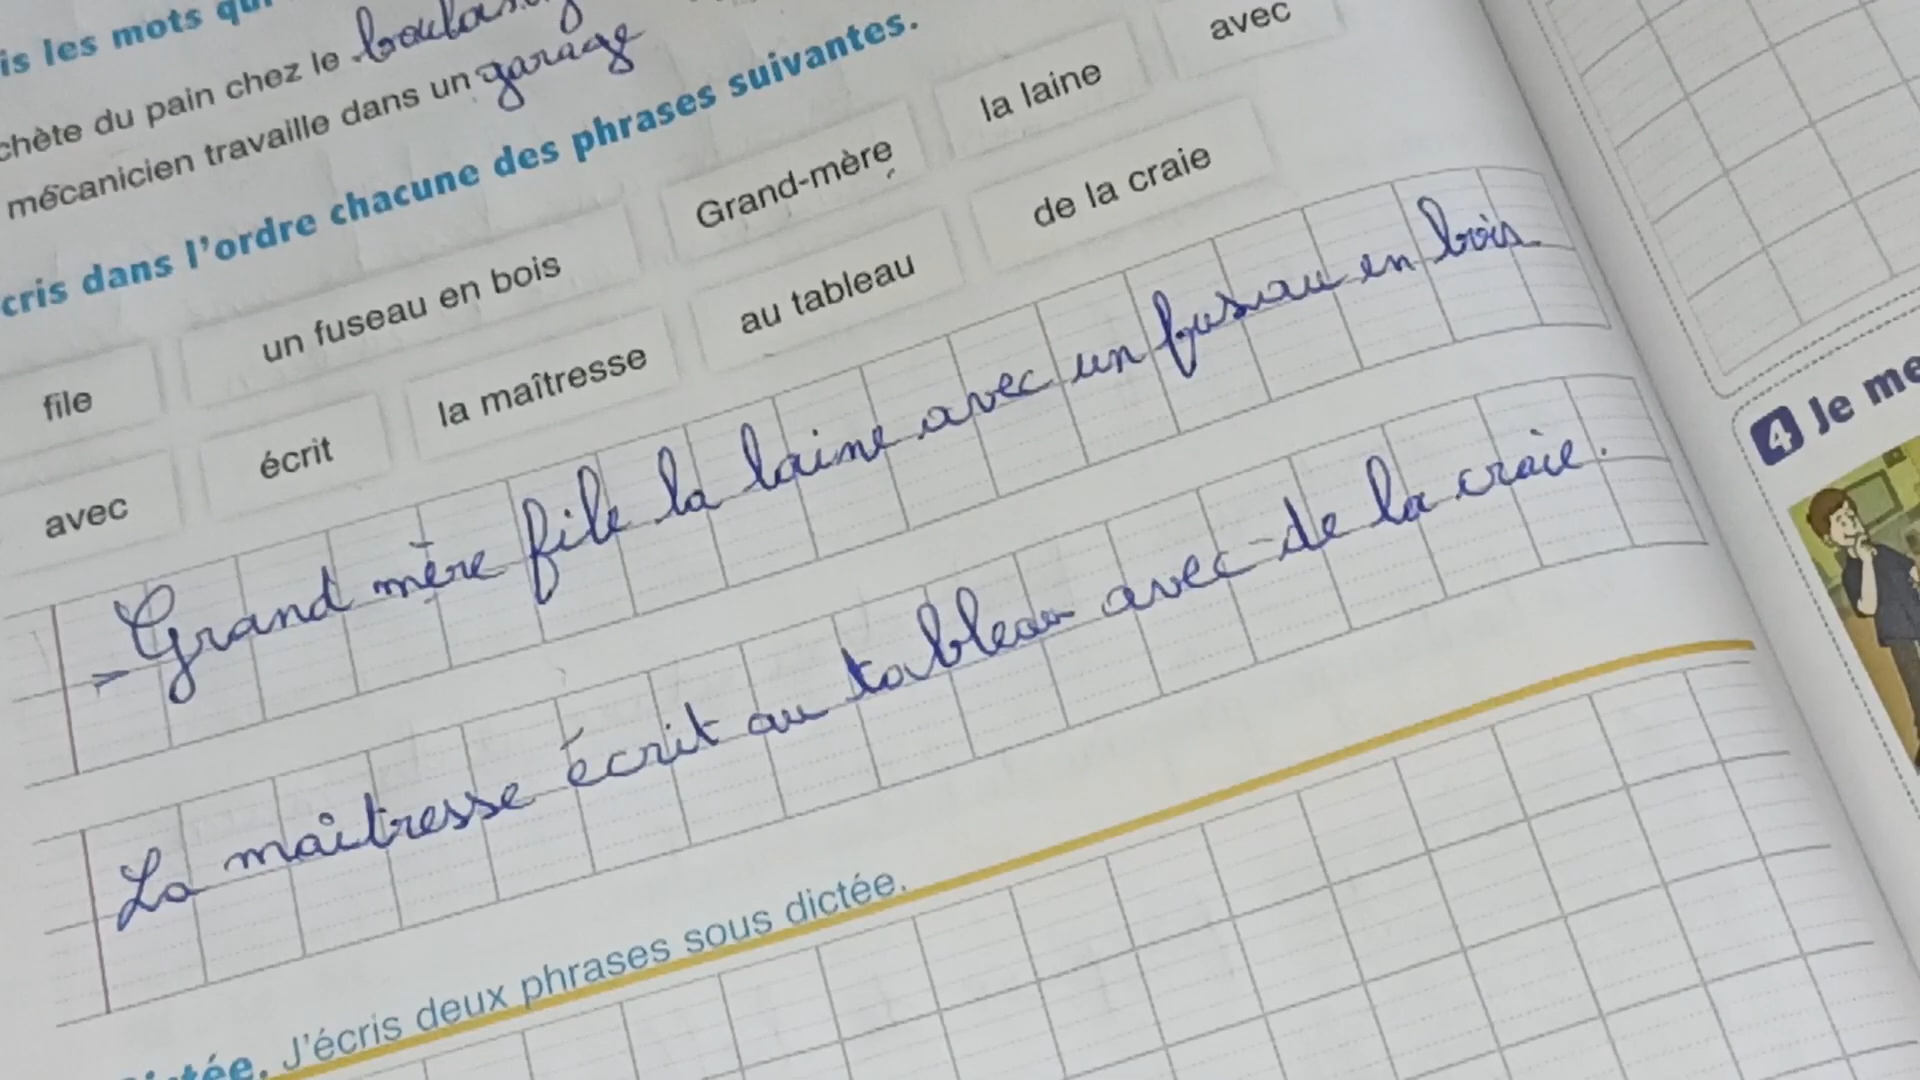 is les mots
chète du pain chez le
mécanicien travaille dans un garage
cris dans l'ordre chacune des phrases suivantes.
file
un fuseau en bois
Grand-mère
la laine
avec
avec
écrit
la maîtresse
au tableau
de la craie
- Grand mère file la laine avec un fuseau en bois.
La maîtresse écrit au tableau avec de la craie.
J'écris deux phrases sous dictée.
4 Je me